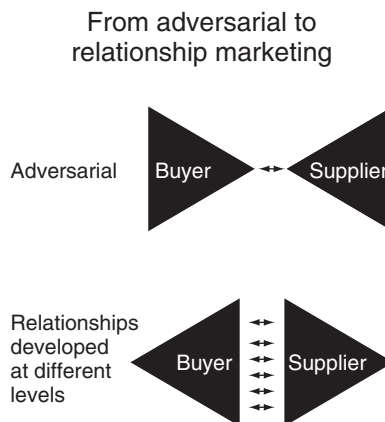 From adversarial to
relationship marketing
Adversarial
Buyer
Supplier
Relationships
developed
at different
levels
Buyer
Supplier